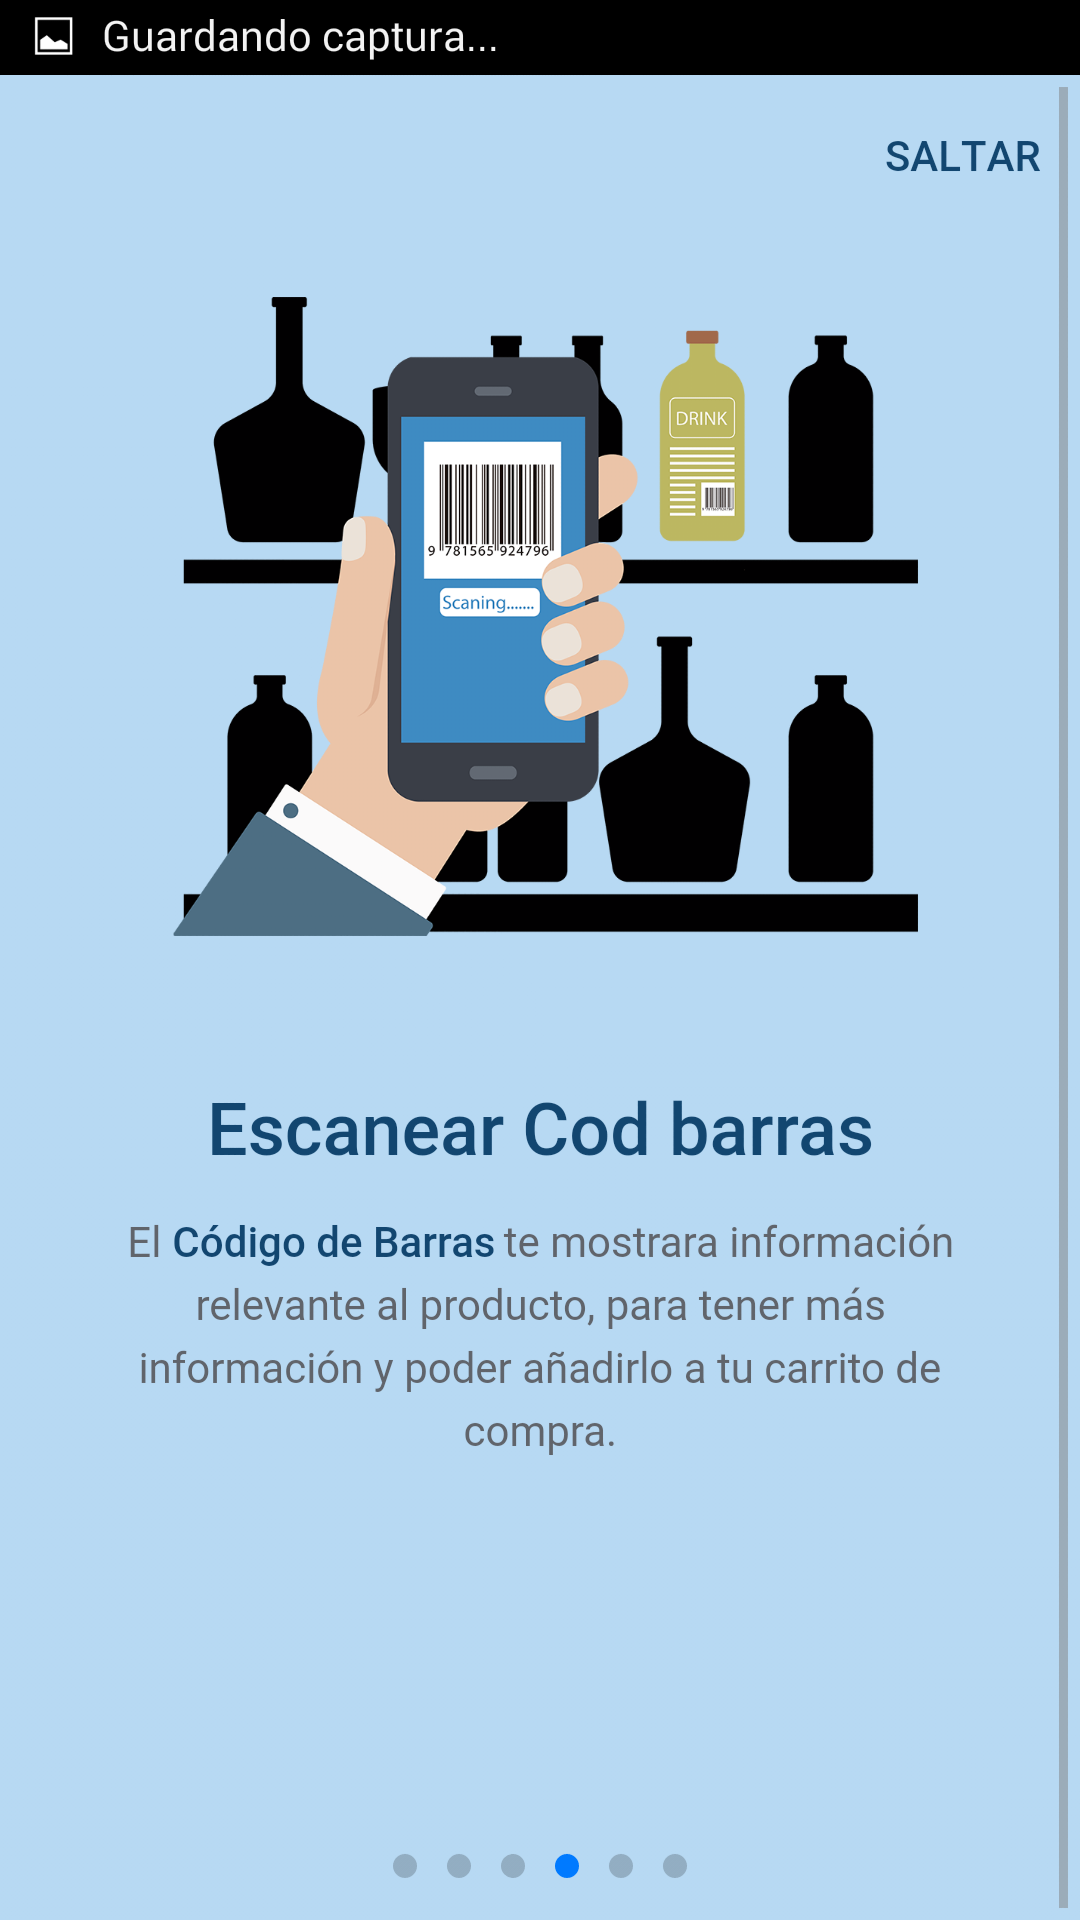 Guardando captura...
SALTAR
DRINK
9 781565 924796
Scaning.......
Escanear Cod barras
El Código de Barras te mostrara información
relevante al producto, para tener más
información y poder añadirlo a tu carrito de
compra.